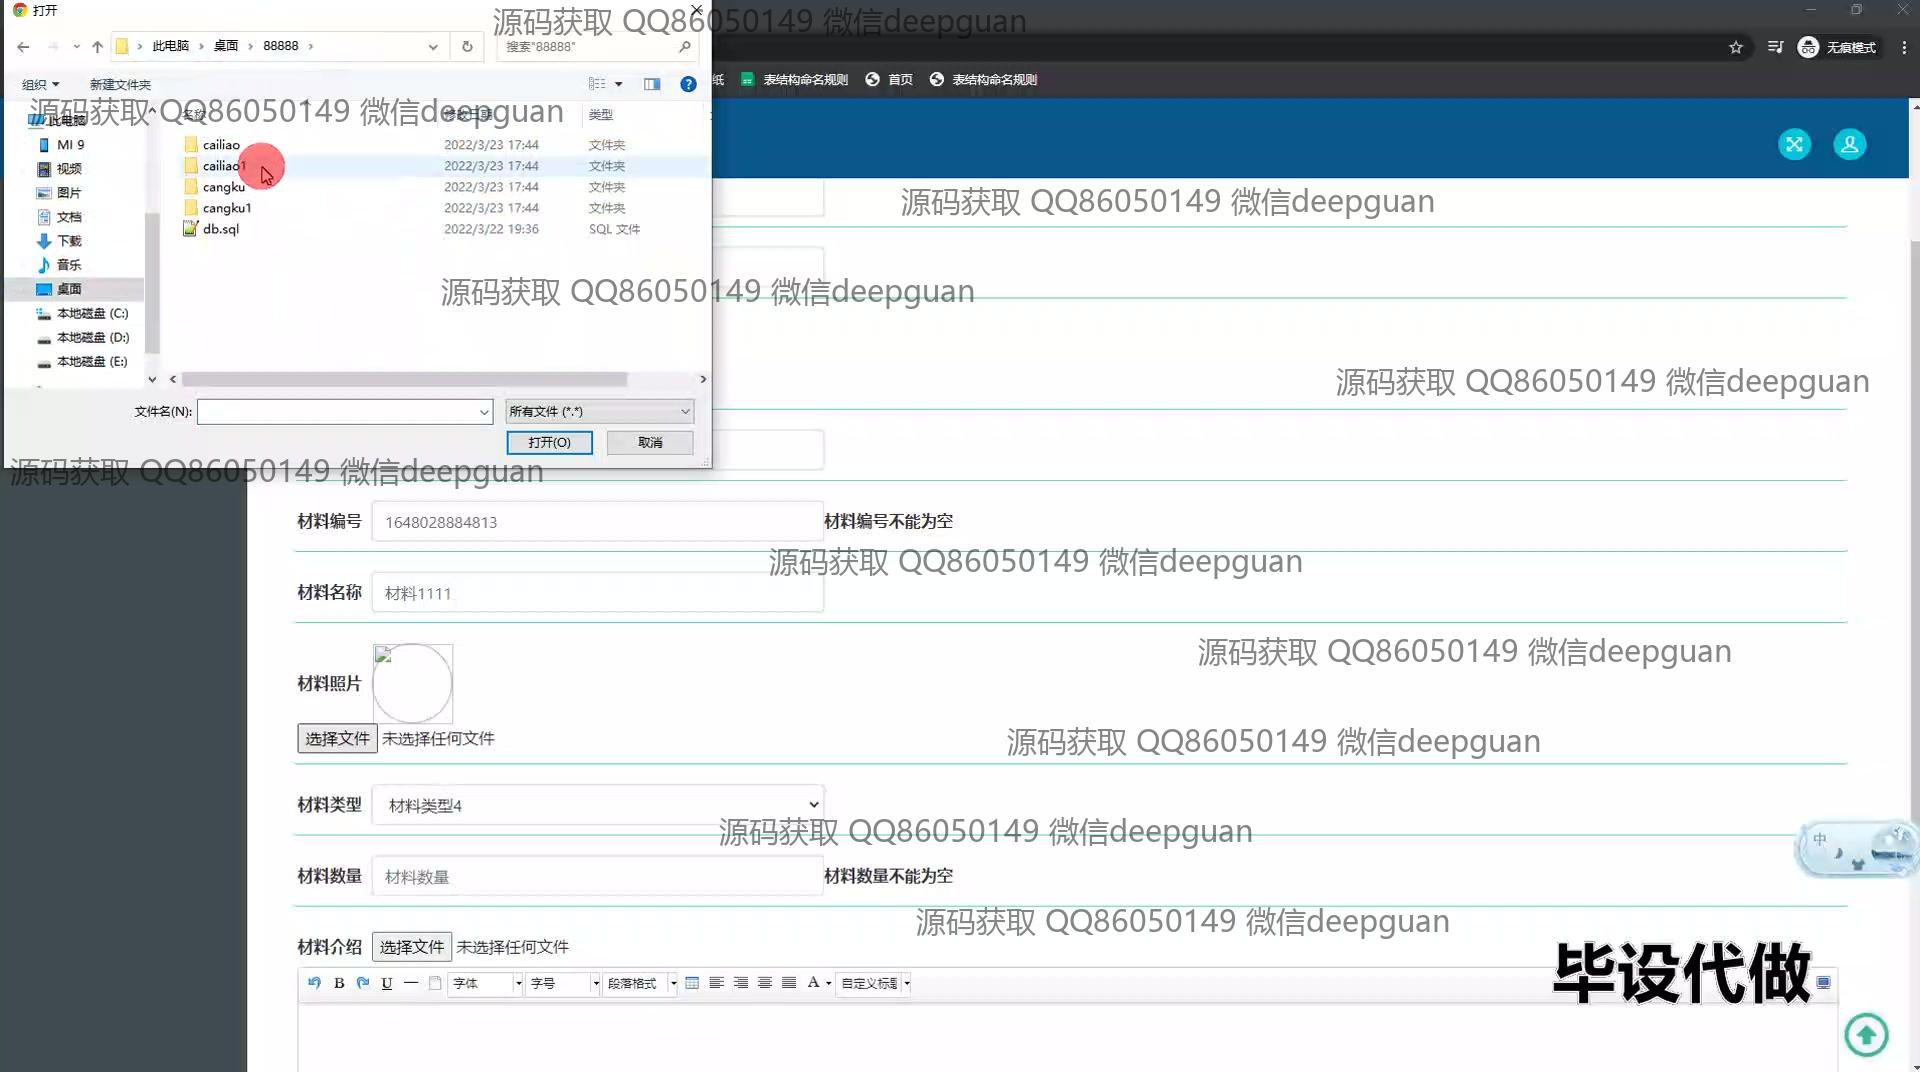 打开
源码获取 QQ86050149 微信deepguan
此电脑 › 桌面 › 88888 ›
搜索"88888"
无痕模式
组织
新建文件夹
纸
表结构命名规则
首页
表结构命名规则
源码获取 QQ86050149 微信deepguan
名称
修改日期
类型
此电脑
MI 9
视频
图片
文档
下载
音乐
桌面
本地磁盘 (C:)
本地磁盘 (D:)
本地磁盘 (E:)
cailiao 2022/3/23 17:44 文件夹
cailiao1 2022/3/23 17:44 文件夹
cangku 2022/3/23 17:44 文件夹
cangku1 2022/3/23 17:44 文件夹
db.sql 2022/3/22 19:36 SQL 文件
源码获取 QQ86050149 微信deepguan
源码获取 QQ86050149 微信deepguan
源码获取 QQ86050149 微信deepguan
文件名(N):
所有文件 (*.*)
打开(O)
取消
源码获取 QQ86050149 微信deepguan
材料编号 1648028884813 材料编号不能为空
源码获取 QQ86050149 微信deepguan
材料名称 材料1111
源码获取 QQ86050149 微信deepguan
材料照片
选择文件 未选择任何文件
源码获取 QQ86050149 微信deepguan
材料类型 材料类型4
源码获取 QQ86050149 微信deepguan
中
材料数量 材料数量 材料数量不能为空
源码获取 QQ86050149 微信deepguan
材料介绍 选择文件 未选择任何文件
毕设代做
B U 字体 字号 段落格式 A 自定义标题